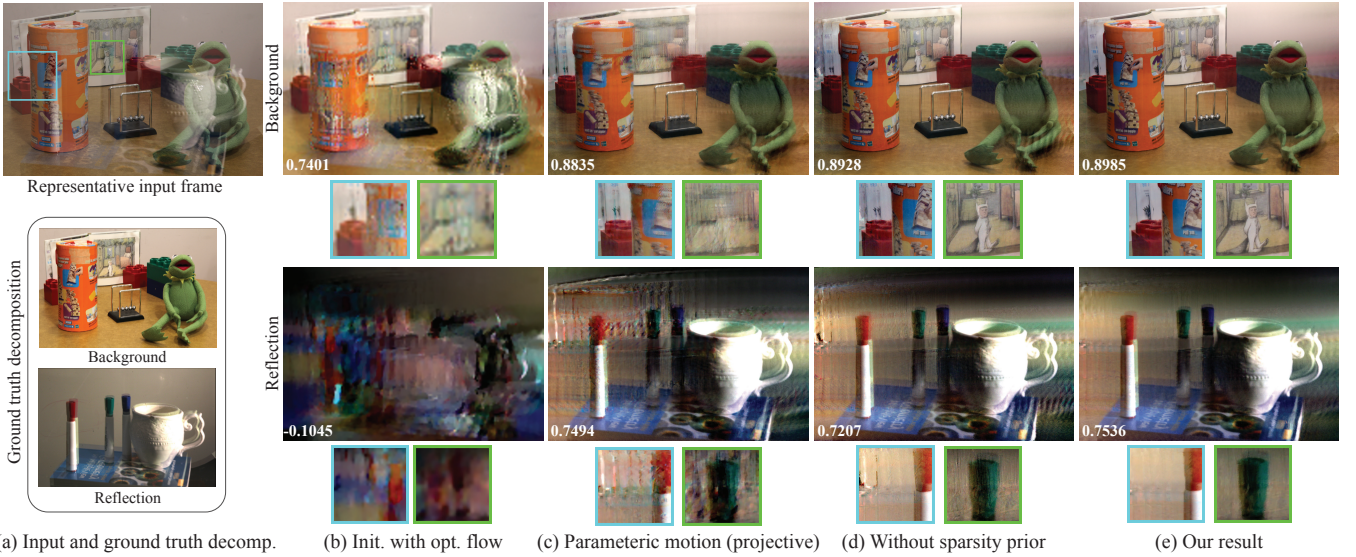 Representative input frame
Ground truth decomposition
Background
Reflection
Background
0.7401
0.8835
0.8928
0.8985
Reflection
-0.1045
0.7494
0.7207
0.7536
(a) Input and ground truth decomp.
(b) Init. with opt. flow
(c) Parameteric motion (projective)
(d) Without sparsity prior
(e) Our result